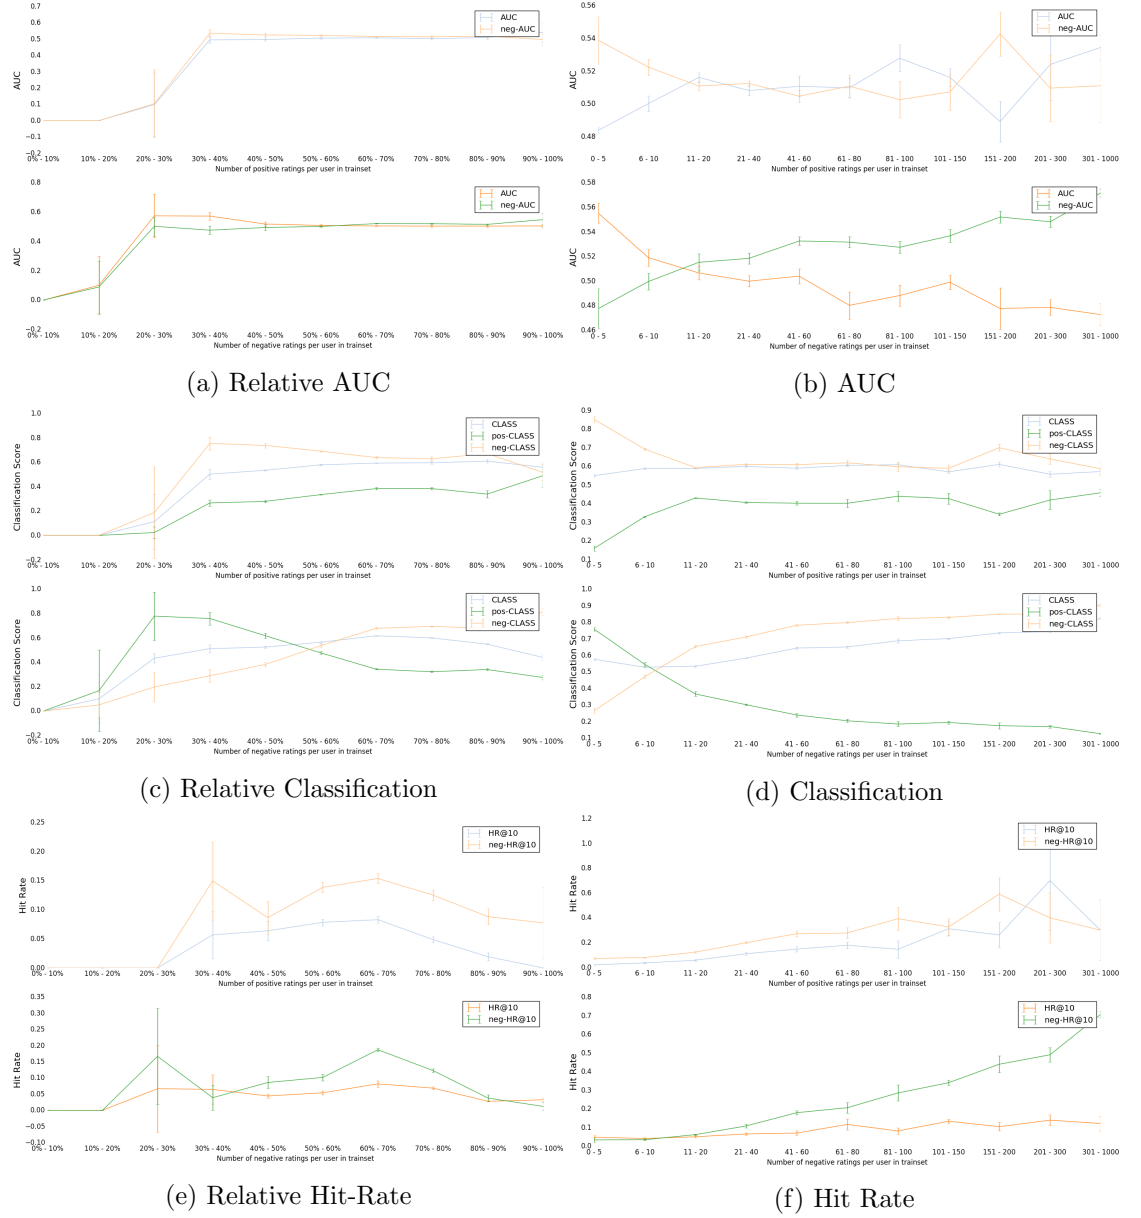 0.7
0.6
0.5
0.4
0.3
0.2
0.1
0.0
−0.1
−0.2
AUC
AUC
neg-AUC
0% - 10% 10% - 20% 20% - 30% 30% - 40% 40% - 50% 50% - 60% 60% - 70% 70% - 80% 80% - 90% 90% - 100%
Number of positive ratings per user in trainset
0.8
0.6
0.4
0.2
0.0
−0.2
AUC
AUC
neg-AUC
0% - 10% 10% - 20% 20% - 30% 30% - 40% 40% - 50% 50% - 60% 60% - 70% 70% - 80% 80% - 90% 90% - 100%
Number of negative ratings per user in trainset
(a) Relative AUC
0.56
0.54
0.52
0.50
0.48
AUC
AUC
neg-AUC
0 - 5 6 - 10 11 - 20 21 - 40 41 - 60 61 - 80 81 - 100 101 - 150 151 - 200 201 - 300 301 - 1000
Number of positive ratings per user in trainset
0.58
0.56
0.54
0.52
0.50
0.48
0.46
AUC
AUC
neg-AUC
0 - 5 6 - 10 11 - 20 21 - 40 41 - 60 61 - 80 81 - 100 101 - 150 151 - 200 201 - 300 301 - 1000
Number of negative ratings per user in trainset
(b) AUC
1.0
0.8
0.6
0.4
0.2
0.0
−0.2
Classification Score
CLASS
pos-CLASS
neg-CLASS
0% - 10% 10% - 20% 20% - 30% 30% - 40% 40% - 50% 50% - 60% 60% - 70% 70% - 80% 80% - 90% 90% - 100%
Number of positive ratings per user in trainset
1.0
0.8
0.6
0.4
0.2
0.0
−0.2
Classification Score
CLASS
pos-CLASS
neg-CLASS
0% - 10% 10% - 20% 20% - 30% 30% - 40% 40% - 50% 50% - 60% 60% - 70% 70% - 80% 80% - 90% 90% - 100%
Number of negative ratings per user in trainset
(c) Relative Classification
0.9
0.8
0.7
0.6
0.5
0.4
0.3
0.2
0.1
Classification Score
CLASS
pos-CLASS
neg-CLASS
0 - 5 6 - 10 11 - 20 21 - 40 41 - 60 61 - 80 81 - 100 101 - 150 151 - 200 201 - 300 301 - 1000
Number of positive ratings per user in trainset
1.0
0.9
0.8
0.7
0.6
0.5
0.4
0.3
0.2
0.1
Classification Score
CLASS
pos-CLASS
neg-CLASS
0 - 5 6 - 10 11 - 20 21 - 40 41 - 60 61 - 80 81 - 100 101 - 150 151 - 200 201 - 300 301 - 1000
Number of negative ratings per user in trainset
(d) Classification
0.25
0.20
0.15
0.10
0.05
0.00
Hit Rate
HR@10
neg-HR@10
0% - 10% 10% - 20% 20% - 30% 30% - 40% 40% - 50% 50% - 60% 60% - 70% 70% - 80% 80% - 90% 90% - 100%
Number of positive ratings per user in trainset
0.35
0.30
0.25
0.20
0.15
0.10
0.05
0.00
−0.05
−0.10
Hit Rate
HR@10
neg-HR@10
0% - 10% 10% - 20% 20% - 30% 30% - 40% 40% - 50% 50% - 60% 60% - 70% 70% - 80% 80% - 90% 90% - 100%
Number of negative ratings per user in trainset
(e) Relative Hit-Rate
1.2
1.0
0.8
0.6
0.4
0.2
0.0
Hit Rate
HR@10
neg-HR@10
0 - 5 6 - 10 11 - 20 21 - 40 41 - 60 61 - 80 81 - 100 101 - 150 151 - 200 201 - 300 301 - 1000
Number of positive ratings per user in trainset
0.8
0.7
0.6
0.5
0.4
0.3
0.2
0.1
0.0
Hit Rate
HR@10
neg-HR@10
0 - 5 6 - 10 11 - 20 21 - 40 41 - 60 61 - 80 81 - 100 101 - 150 151 - 200 201 - 300 301 - 1000
Number of negative ratings per user in trainset
(f) Hit Rate